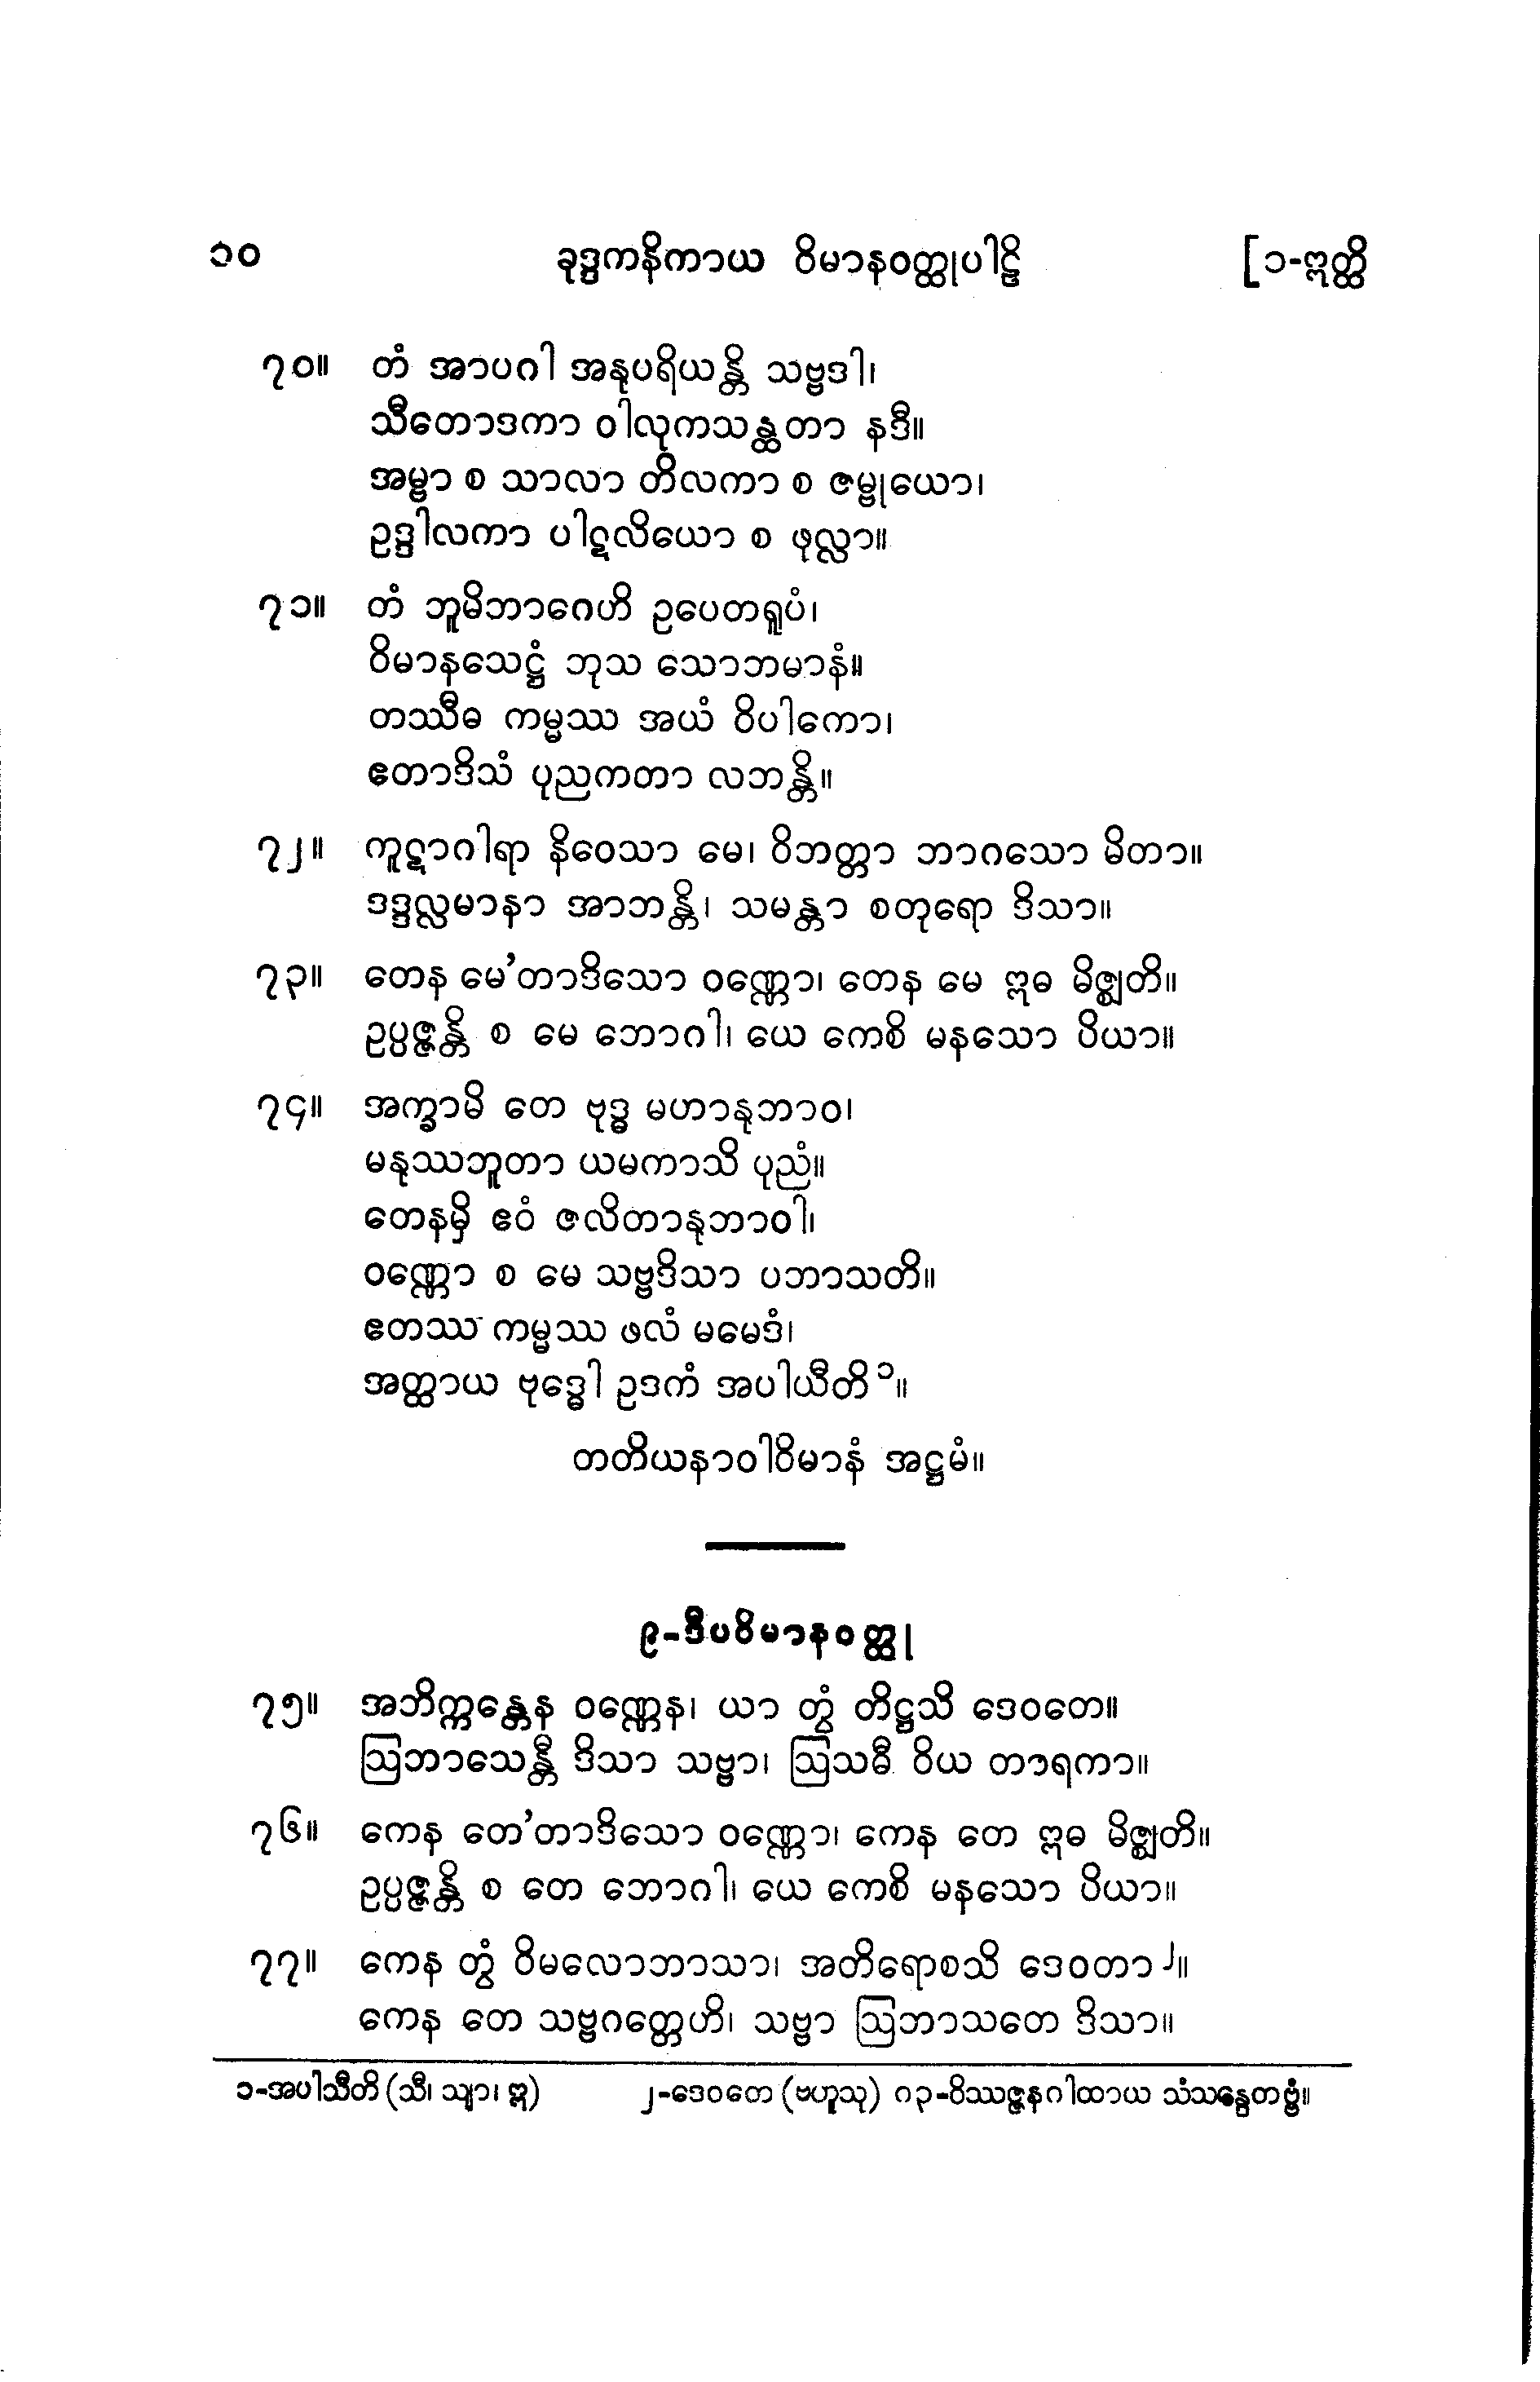 ၁၀ ခုဒ္ဒကနိကာယ ဝိမာနဝတ္ထုပါဠိ [၁-ဣတ္ထိ
၇၀။ တံ အာပဂါ အနုပရိယန္တိ သဗ္ဗဒါ၊
သီတောဒကာ ဝါလုကသန္ထတာ နဒီ။
အမ္ဗာ စ သာလာ တိလကာ စ ဇမ္ဗုယော၊
ဥဒ္ဒါလကာ ပါဋလိယော စ ဖုလ္လာ။
၇၁။ တံ ဘူမိဘာဂေဟိ ဥပေတရူပံ၊
ဝိမာနသေဋ္ဌံ ဘုသ သောဘမာနံ။
တဿီဓ ကမ္မဿ အယံ ဝိပါကော၊
ဧတာဒိသံ ပုညကတာ လဘန္တိ။
၇၂။ ကူဋာဂါရာ နိဝေသာ မေ၊ ဝိဘတ္တာ ဘာဂသော မိတာ။
ဒဒ္ဒလ္လမာနာ အာဘန္တိ၊ သမန္တာ စတုရော ဒိသာ။
၇၃။ တေန မေ’တာဒိသော ဝဏ္ဏော၊ တေန မေ ဣဓ မိဇ္ဈတိ။
ဥပ္ပဇ္ဇန္တိ စ မေ ဘောဂါ၊ ယေ ကေစိ မနသော ပိယာ။
၇၄။ အက္ခာမိ တေ ဗုဒ္ဓ မဟာနုဘာဝ၊
မနုဿဘူတာ ယမကာသိ ပုညံ။
တေနမှိ ဧဝံ ဇလိတာနုဘာဝါ၊
ဝဏ္ဏော စ မေ သဗ္ဗဒိသာ ပဘာသတိ။
ဧတဿ ကမ္မဿ ဖလံ မမေဒံ၊
အတ္ထာယ ဗုဒ္ဓေါ ဥဒကံ အပါယီတိ ၁။
တတိယနာဝါဝိမာနံ အဋ္ဌမံ။
၉-ဒီပဝိမာနဝတ္ထု
၇၅။ အဘိက္ကန္တေန ဝဏ္ဏေန၊ ယာ တွံ တိဋ္ဌသိ ဒေဝတေ။
ဩဘာသေန္တီ ဒိသာ သဗ္ဗာ၊ ဩသဓီ ဝိယ တာရကာ။
၇၆။ ကေန တေ’တာဒိသော ဝဏ္ဏော၊ ကေန တေ ဣဓ မိဇ္ဈတိ။
ဥပ္ပဇ္ဇန္တိ စ တေ ဘောဂါ၊ ယေ ကေစိ မနသော ပိယာ။
၇၇။ ကေန တွံ ဝိမလောဘာသာ၊ အတိရောစသိ ဒေဝတာ ၂။
ကေန တေ သဗ္ဗဂတ္တေဟိ၊ သဗ္ဗာ ဩဘာသတေ ဒိသာ။
၁-အပါသီတိ (သီ၊ သျာ၊ ဣ) ၂-ဒေဝတေ (ဗဟူသု) ၈၃-ဝိဿဇ္ဇနဂါထာယ သံသန္ဒေတဗ္ဗံ။